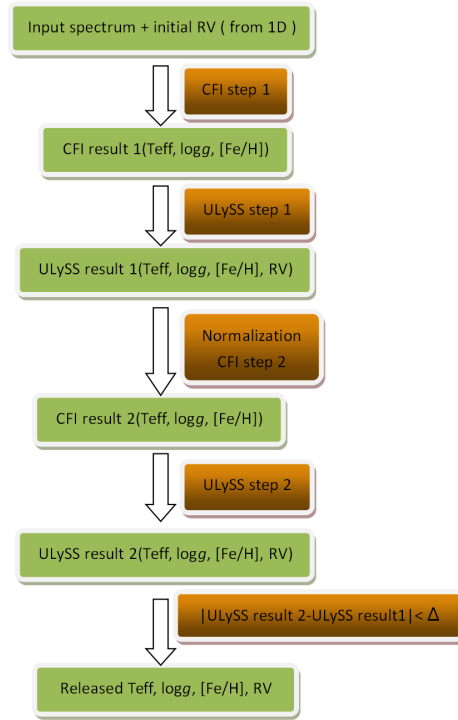 Input spectrum + initial RV ( from 1D )
CFI step 1
CFI result 1(Teff, logg, [Fe/H])
ULySS step 1
ULySS result 1(Teff, logg, [Fe/H], RV)
Normalization
CFI step 2
CFI result 2(Teff, logg, [Fe/H])
ULySS step 2
ULySS result 2(Teff, logg, [Fe/H], RV)
|ULySS result 2-ULySS result1|< Δ
Released Teff, logg, [Fe/H], RV